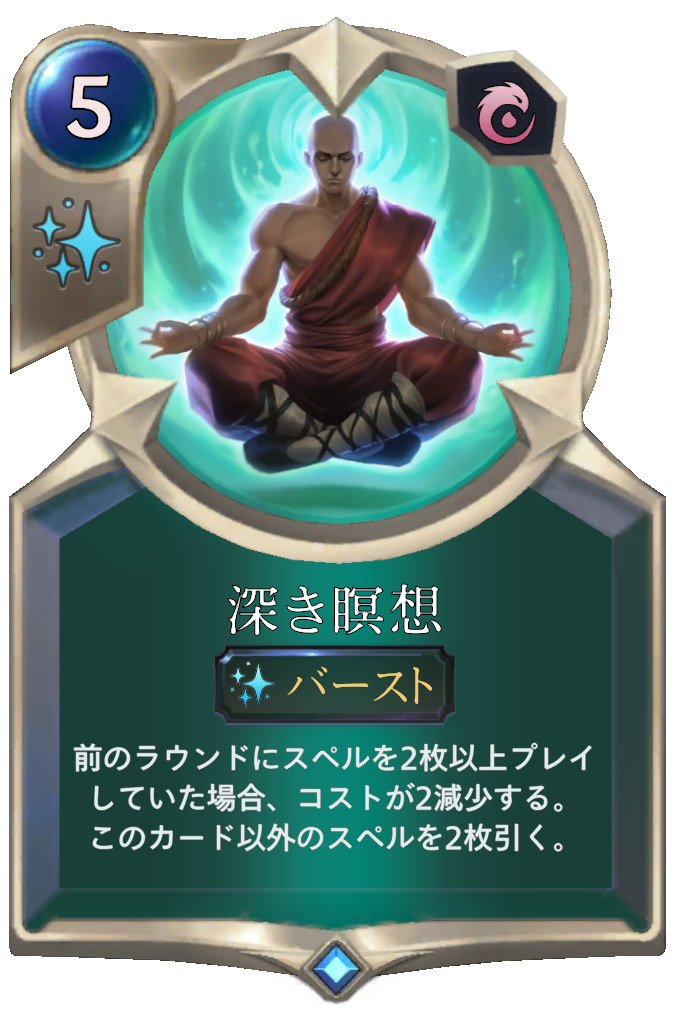 5
深き瞑想
バースト
前のラウンドにスペルを2枚以上プレイ
していた場合、コストが2減少する。
このカード以外のスペルを2枚引く。